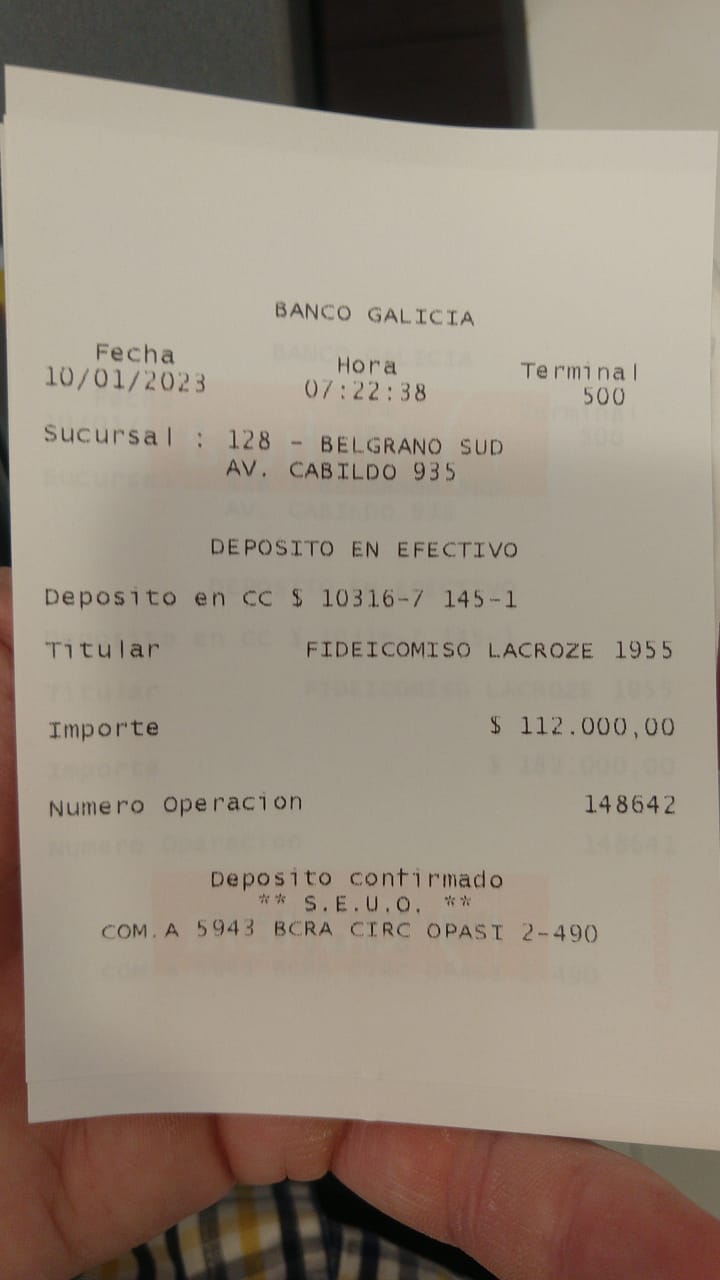 BANCO GALICIA
Fecha Hora Terminal
10/01/2023 07:22:38 500
Sucursal : 128 - BELGRANO SUD
AV. CABILDO 935
DEPOSITO EN EFECTIVO
Deposito en CC $ 10316-7 145-1
Titular FIDEICOMISO LACROZE 1955
Importe $ 112.000,00
Numero Operacion 148642
Deposito confirmado
** S.E.U.O. **
COM.A 5943 BCRA CIRC OPASI 2-490